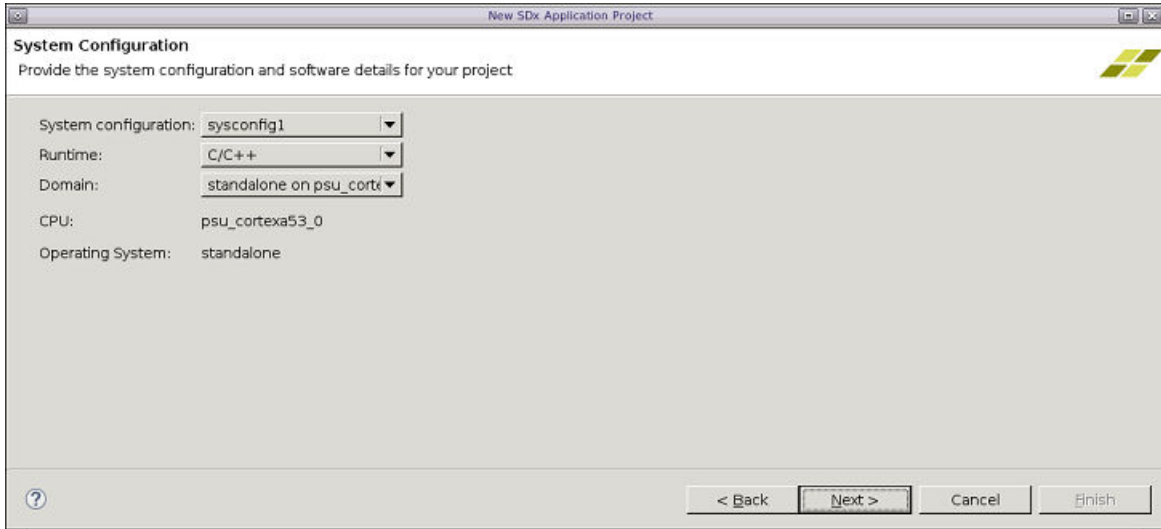 New SDx Application Project
System Configuration
Provide the system configuration and software details for your project
System configuration: sysconfig1
Runtime: C/C++
Domain: standalone on psu_corte
CPU: psu_cortexa53_0
Operating System: standalone
? < Back Next > Cancel Finish